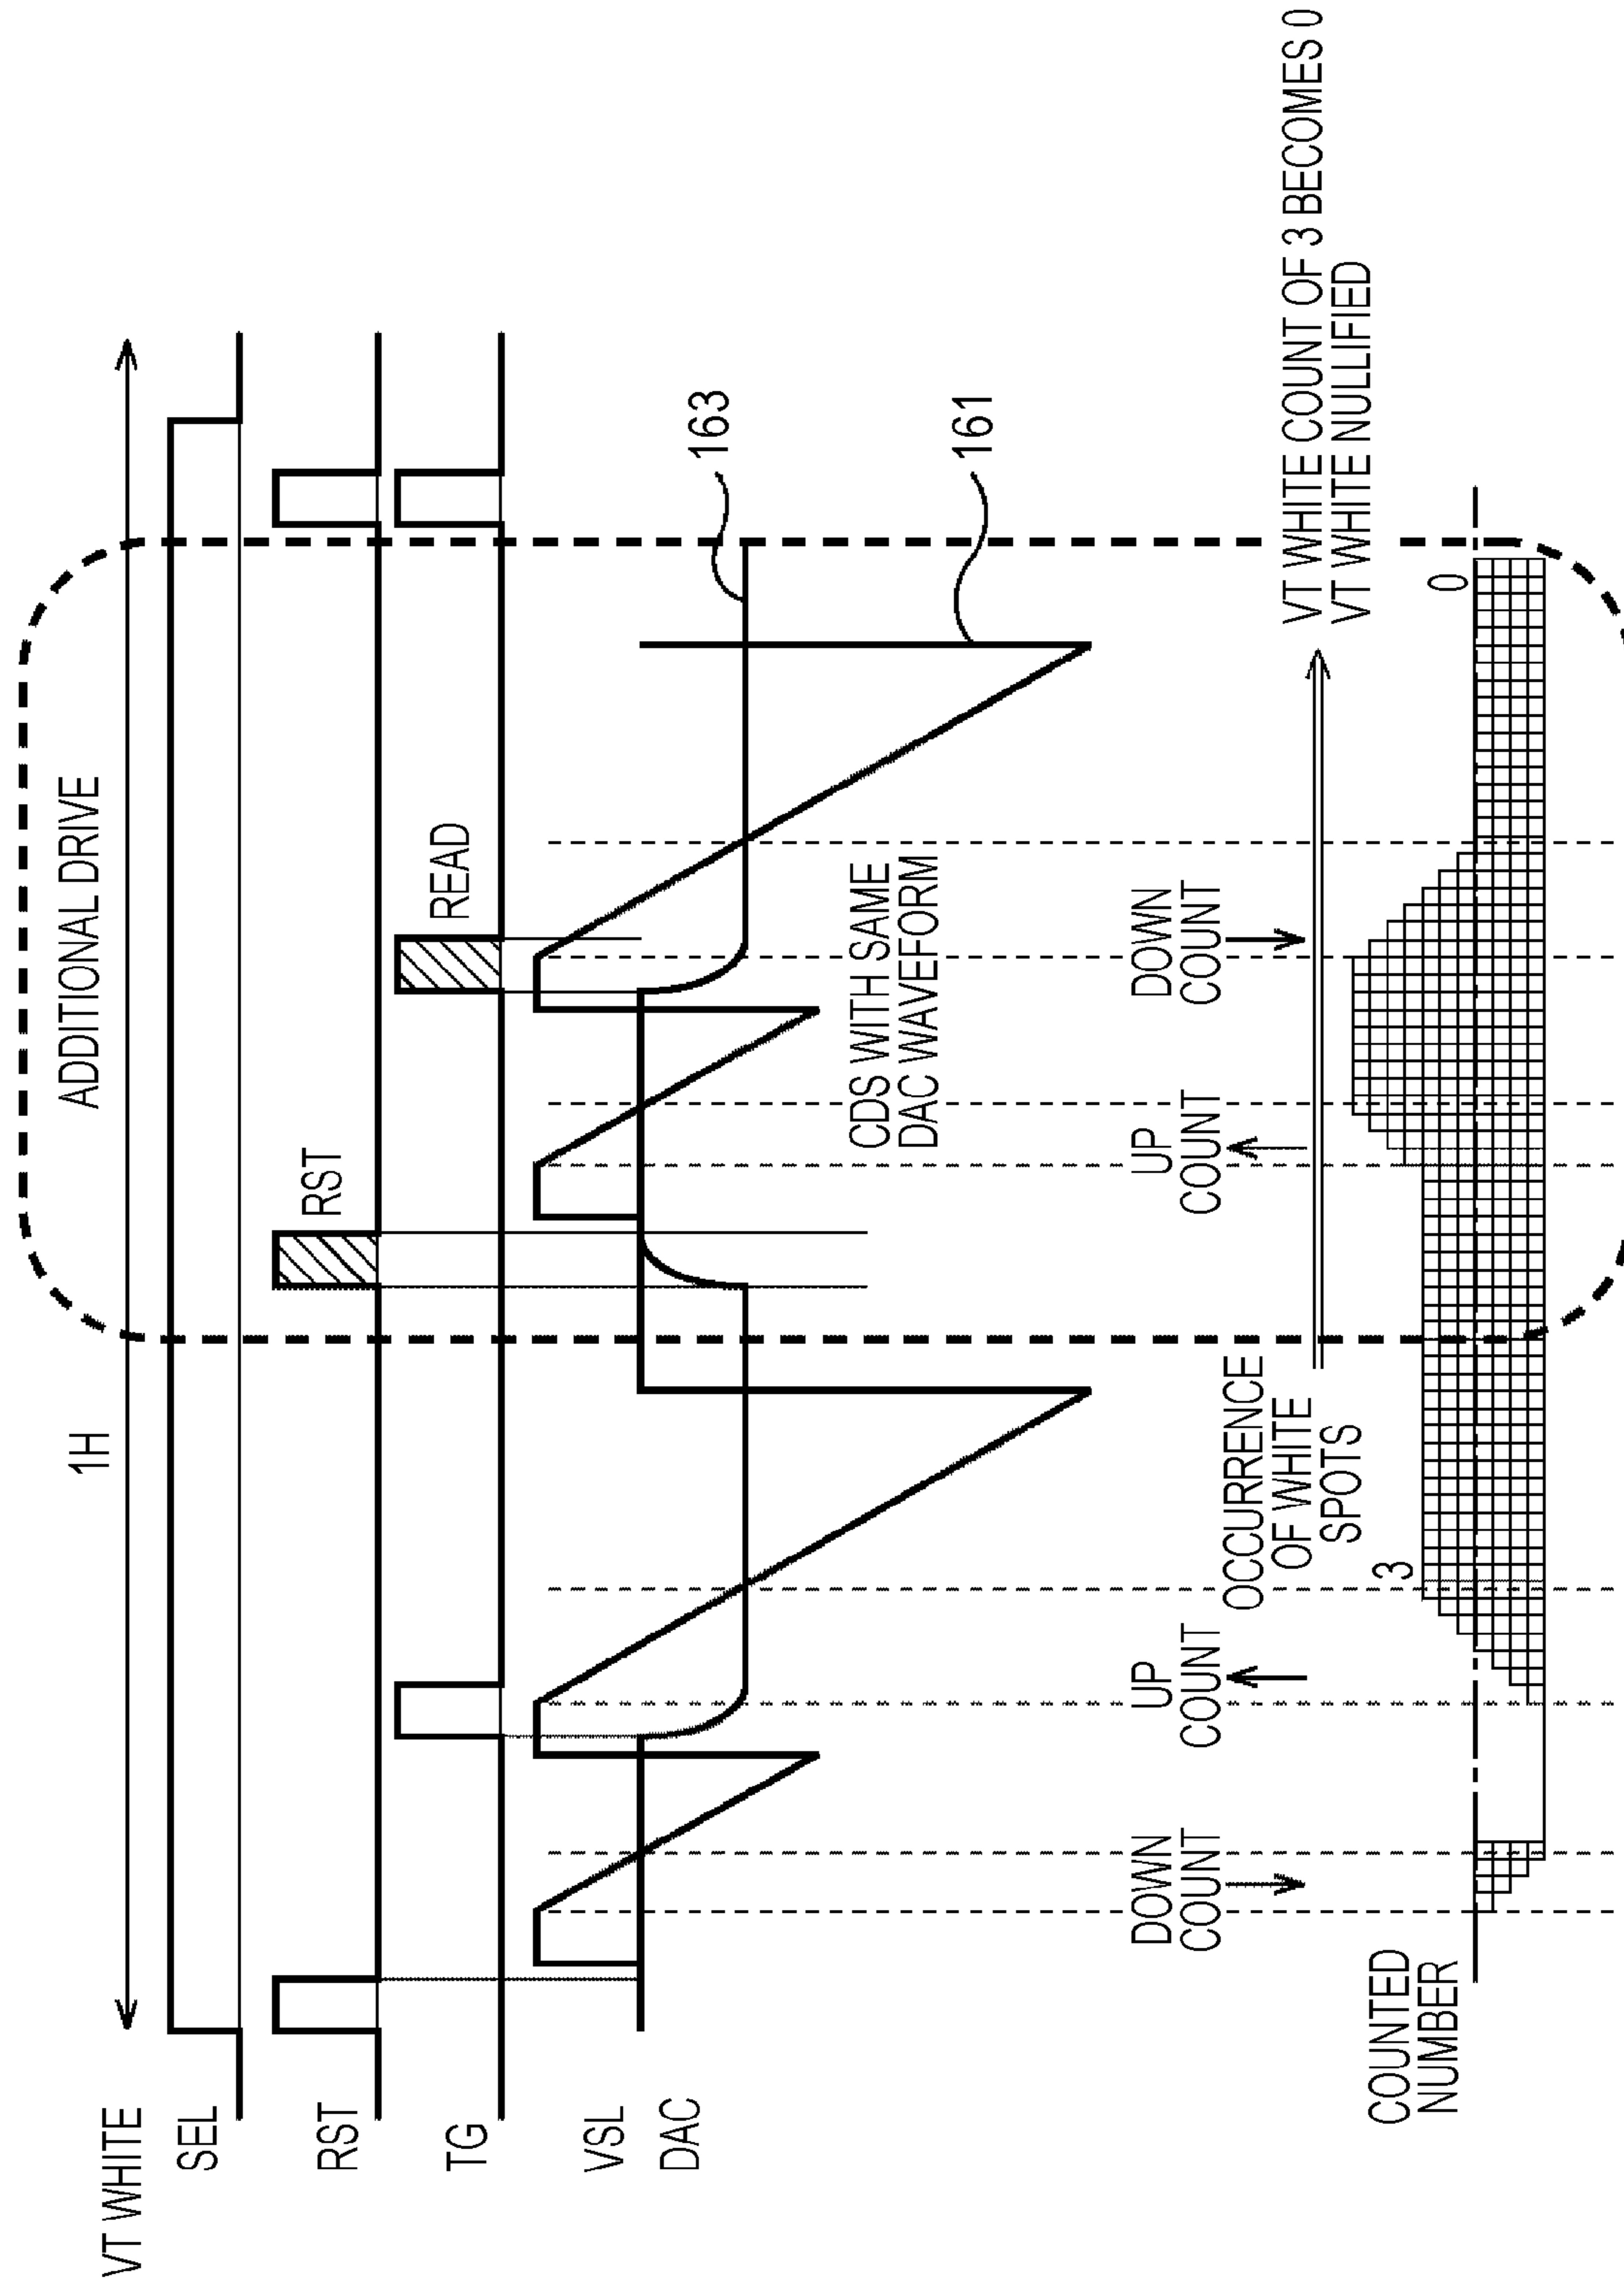 VT WHITE
1H
ADDITIONAL DRIVE
SEL
RST
RST
TG
READ
VSL
DAC
163
161
CDS WITH SAME
DAC WAVEFORM
DOWN
COUNT
UP
COUNT
UP
COUNT
DOWN
COUNT
OCCURRENCE
OF WHITE
SPOTS
VT WHITE COUNT OF 3 BECOMES 0
VT WHITE NULLIFIED
COUNTED
NUMBER
3
0